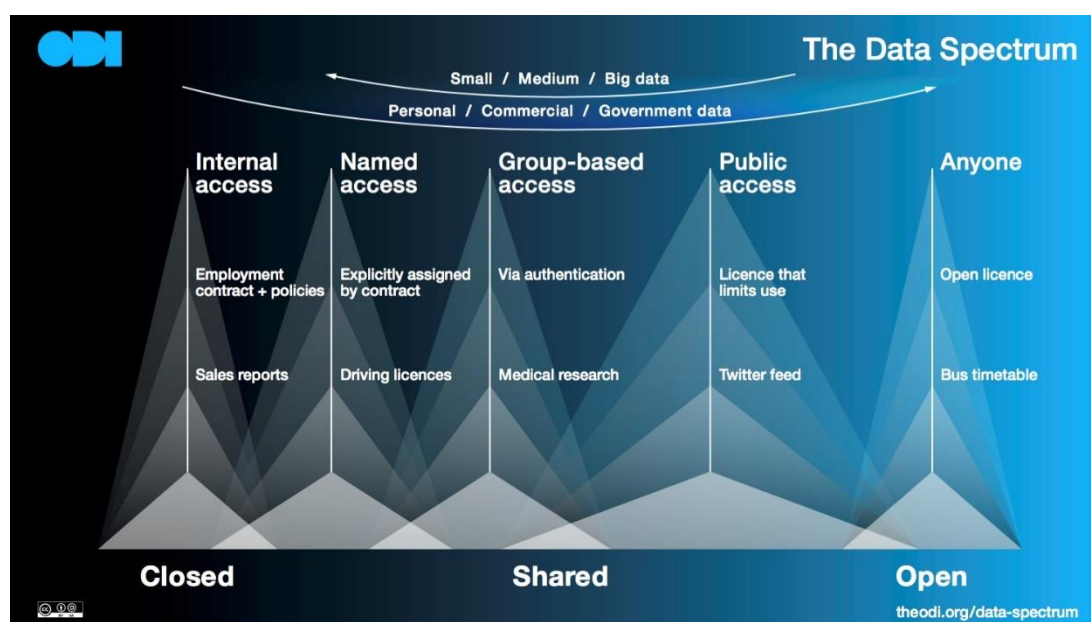 ODI
The Data Spectrum
Small / Medium / Big data
Personal / Commercial / Government data
Internal
access
Named
access
Group-based
access
Public
access
Anyone
Employment
contract + policies
Explicitly assigned
by contract
Via authentication
Licence that
limits use
Open licence
Sales reports
Driving licences
Medical research
Twitter feed
Bus timetable
Closed
Shared
Open
theodi.org/data-spectrum